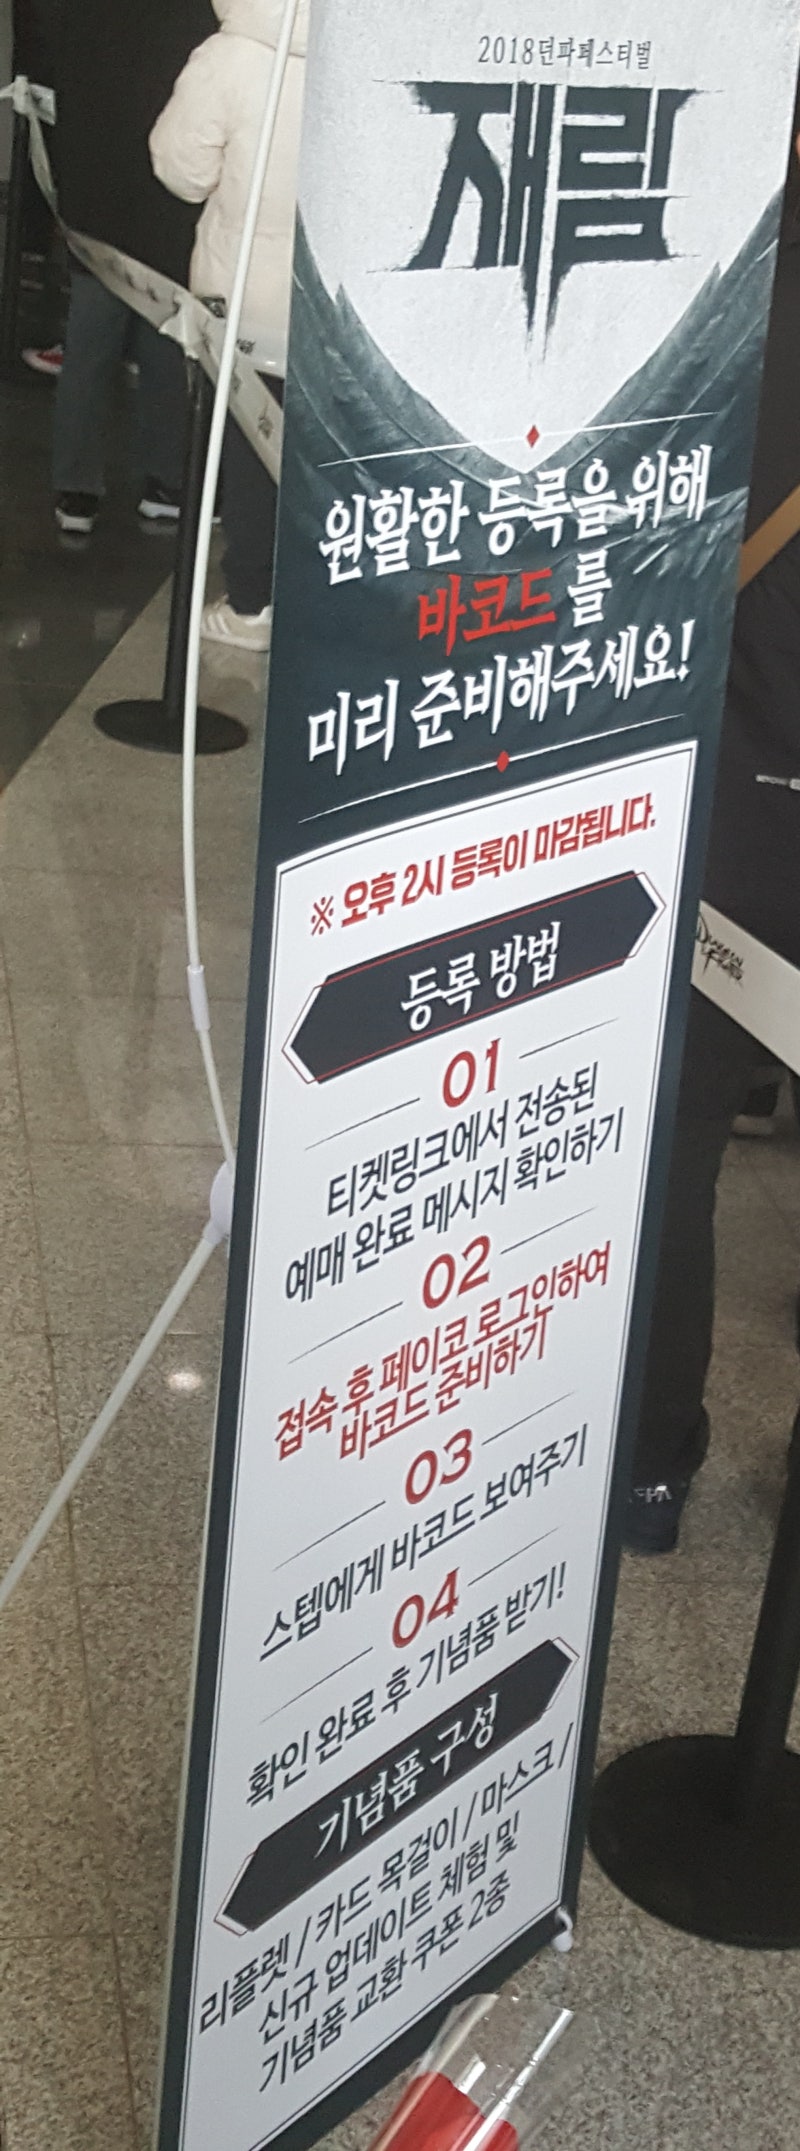 2018던파페스티벌
재림
원활한 등록을 위해
바코드를
미리 준비해주세요!
※ 오후 2시 등록이 마감됩니다.
등록 방법
01
티켓링크에서 전송된
예매 완료 메시지 확인하기
02
접속 후 페이코 로그인하여
바코드 준비하기
03
스텝에게 바코드 보여주기
04
확인 완료 후 기념품 받기!
기념품 구성
리플렛 / 카드 목걸이 / 마스크 /
신규 업데이트 체험 및
기념품 교환 쿠폰 2종